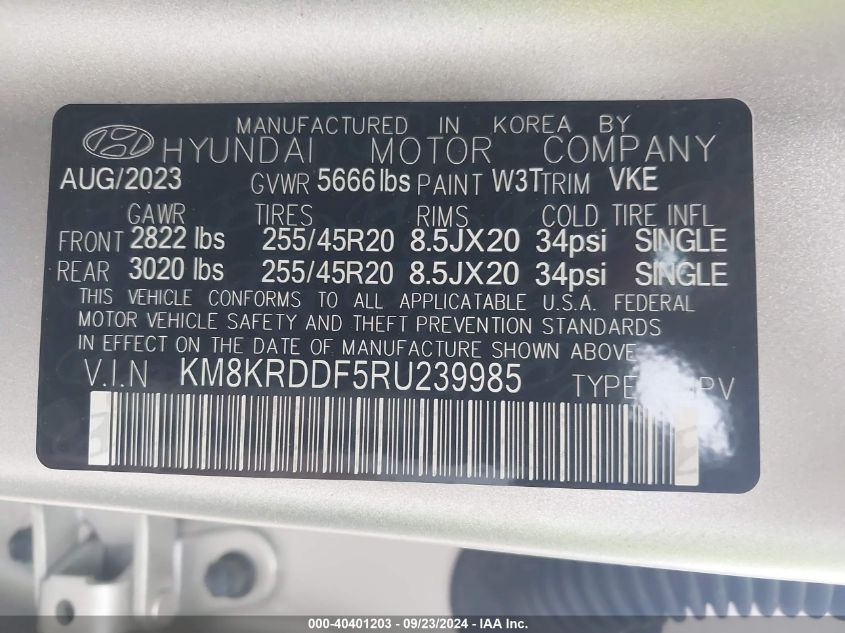 MANUFACTURED IN KOREA BY
HYUNDAI MOTOR COMPANY
AUG/2023 GVWR 5666 lbs PAINT W3T TRIM VKE
GAWR TIRES RIMS COLD TIRE INFL
FRONT 2822 lbs 255/45R20 8.5JX20 34psi SINGLE
REAR 3020 lbs 255/45R20 8.5JX20 34psi SINGLE
THIS VEHICLE CONFORMS TO ALL APPLICATABLE U.S.A. FEDERAL
MOTOR VEHICLE SAFETY AND THEFT PREVENTION STANDARDS
IN EFFECT ON THE DATE OF MANUFACTURE SHOWN ABOVE.
V.I.N KM8KRDDF5RU239985 TYPE
000-40401203 - 09/23/2024 - IAA Inc.